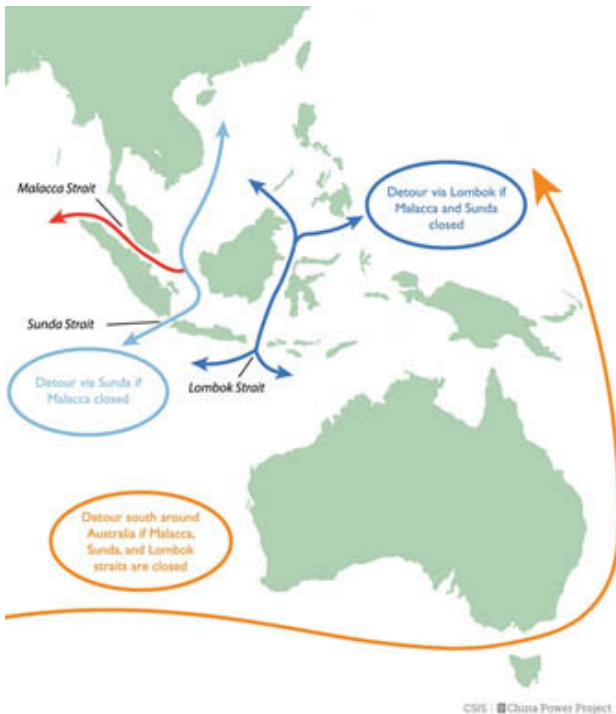 Malacca Strait
Detour via Lombok if
Malacca and Sunda
closed
Sunda Strait
Detour via Sunda if
Malacca closed
Lombok Strait
Detour south around
Australia if Malacca,
Sunda, and Lombok
straits are closed
CSIS | China Power Project